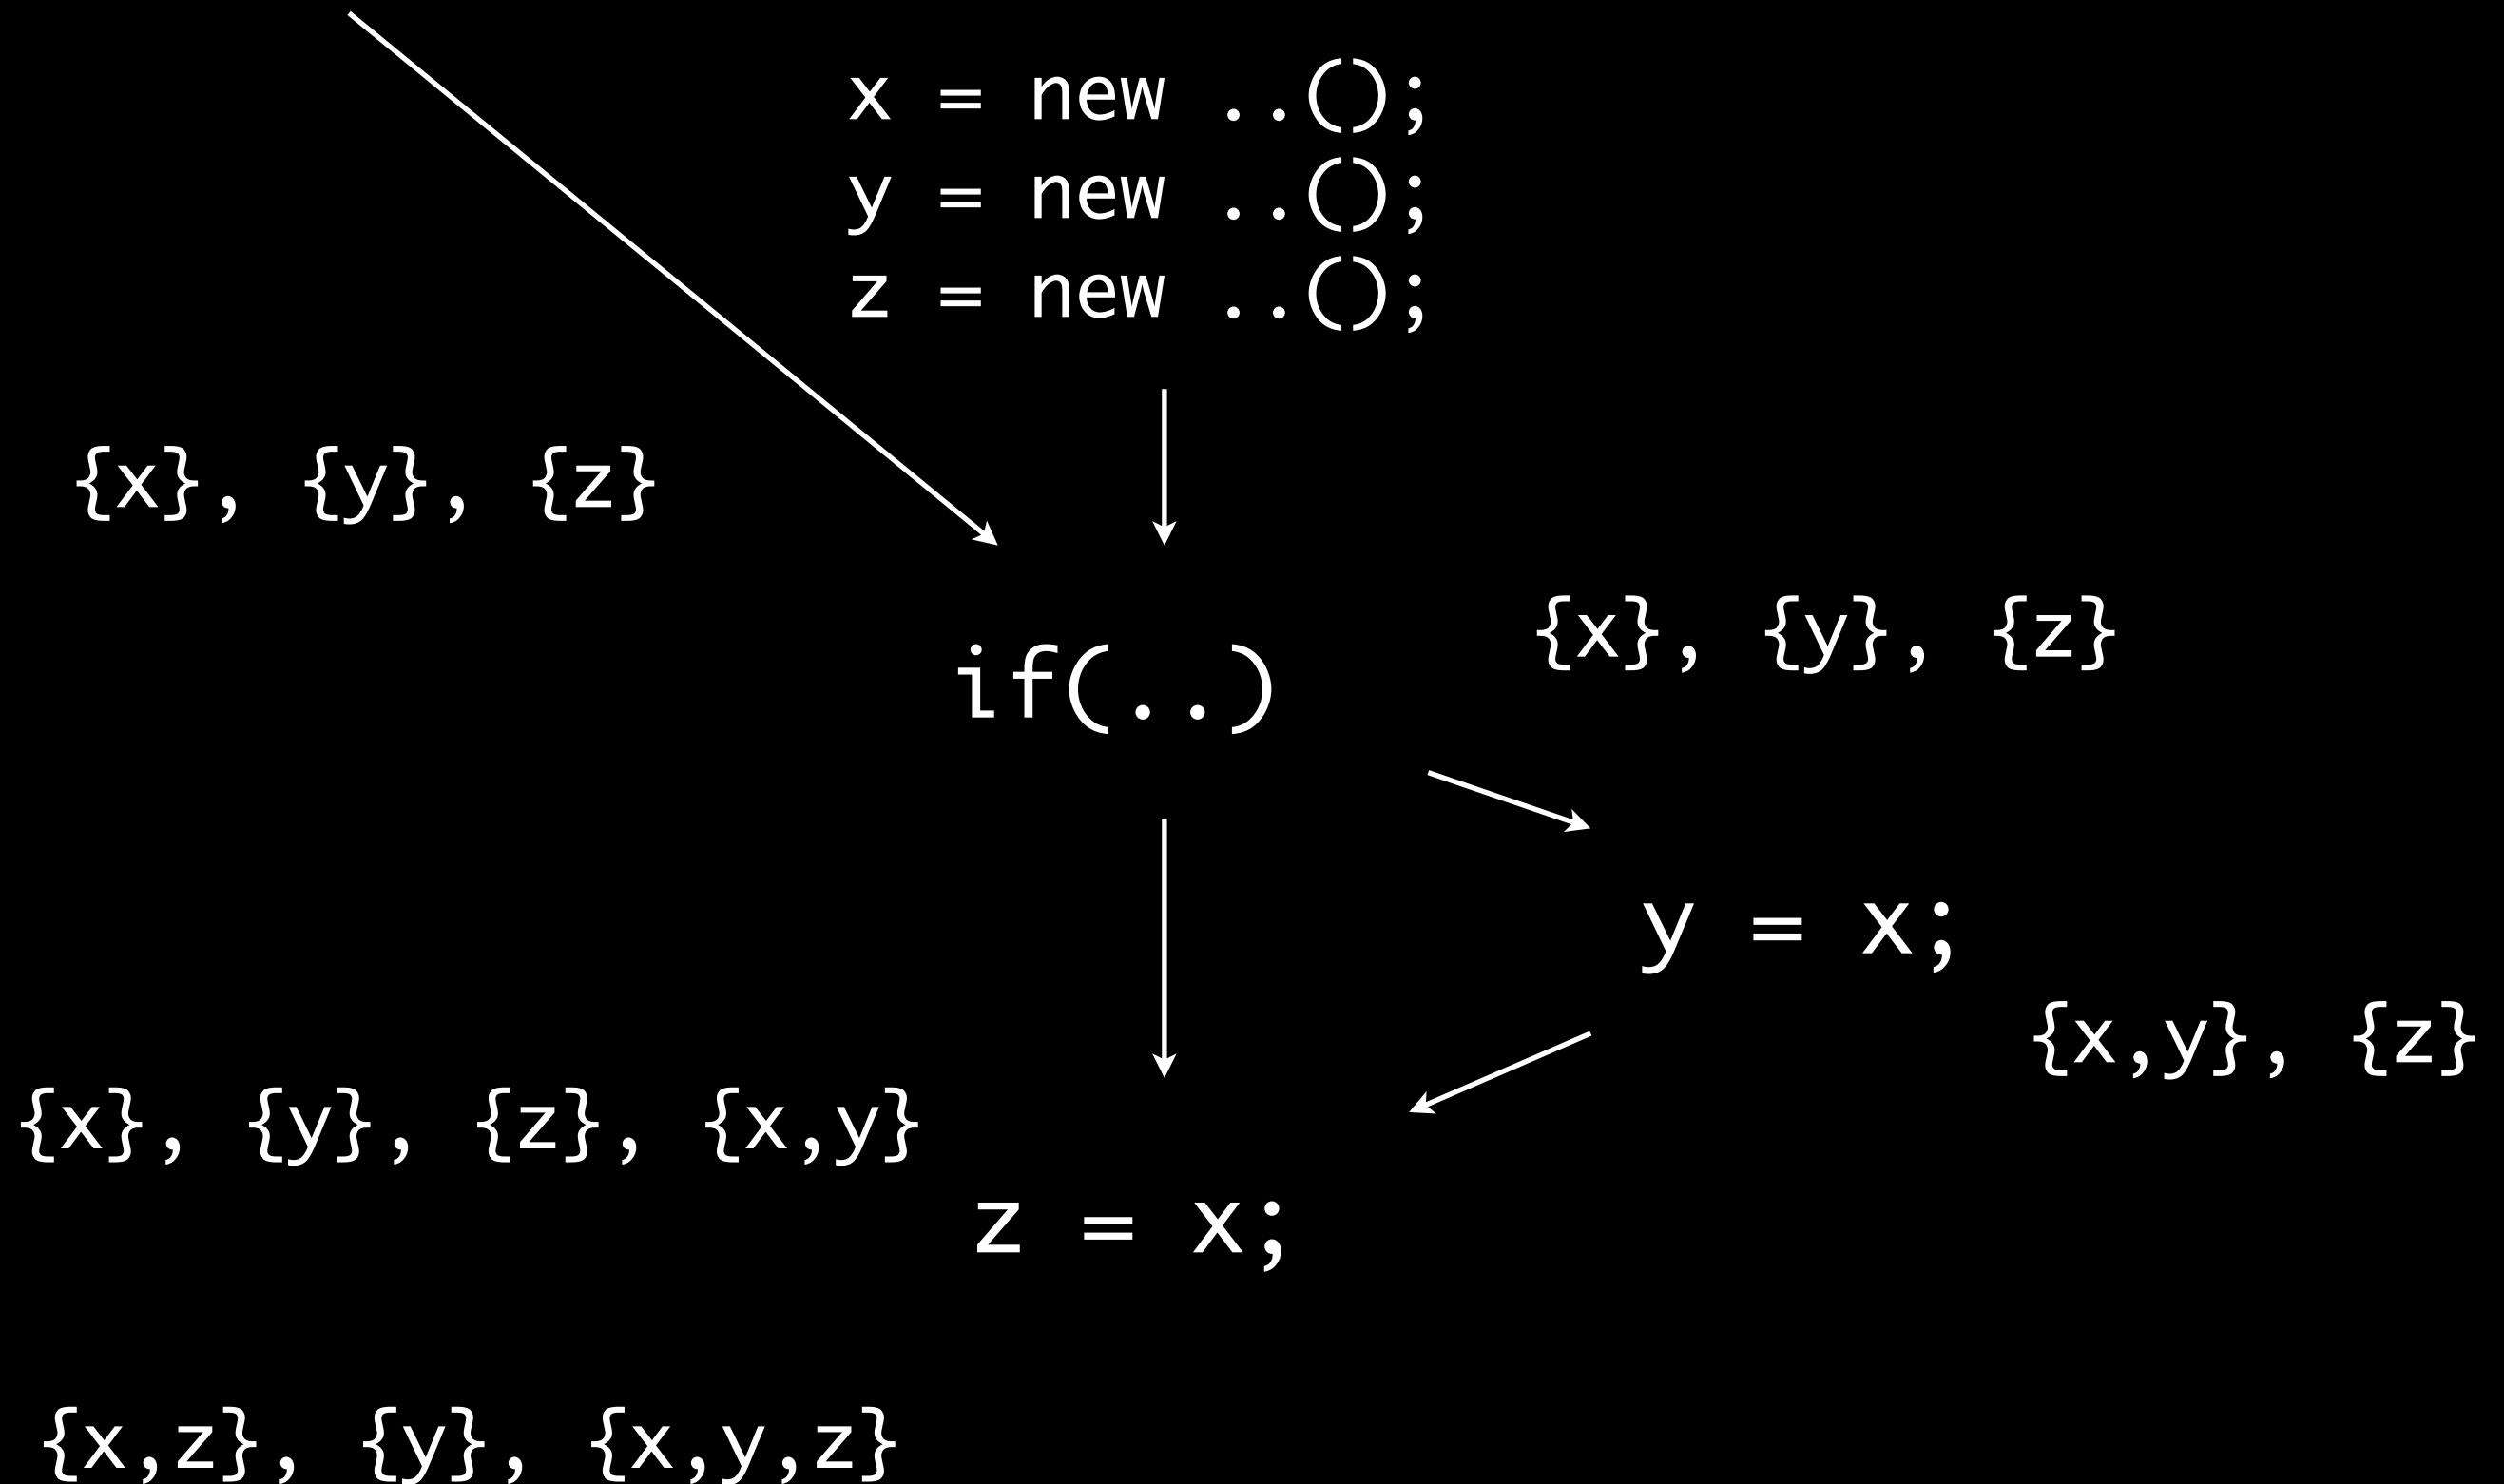 x = new ..();
y = new ..();
z = new ..();
{x}, {y}, {z}
{x}, {y}, {z}
if(..)
y = x;
{x,y}, {z}
{x}, {y}, {z}, {x,y}
z = x;
{x,z}, {y}, {x,y,z}